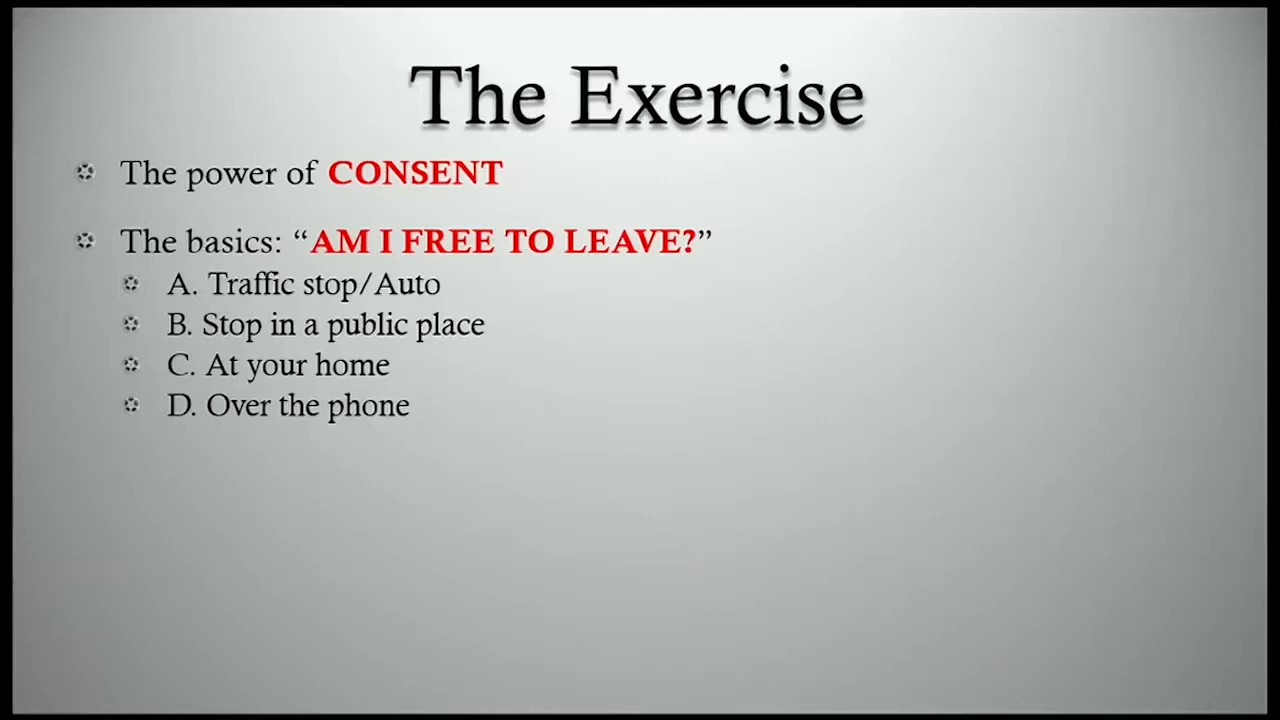 The Exercise
The power of CONSENT
The basics: “AM I FREE TO LEAVE?”
A. Traffic stop/Auto
B. Stop in a public place
C. At your home
D. Over the phone